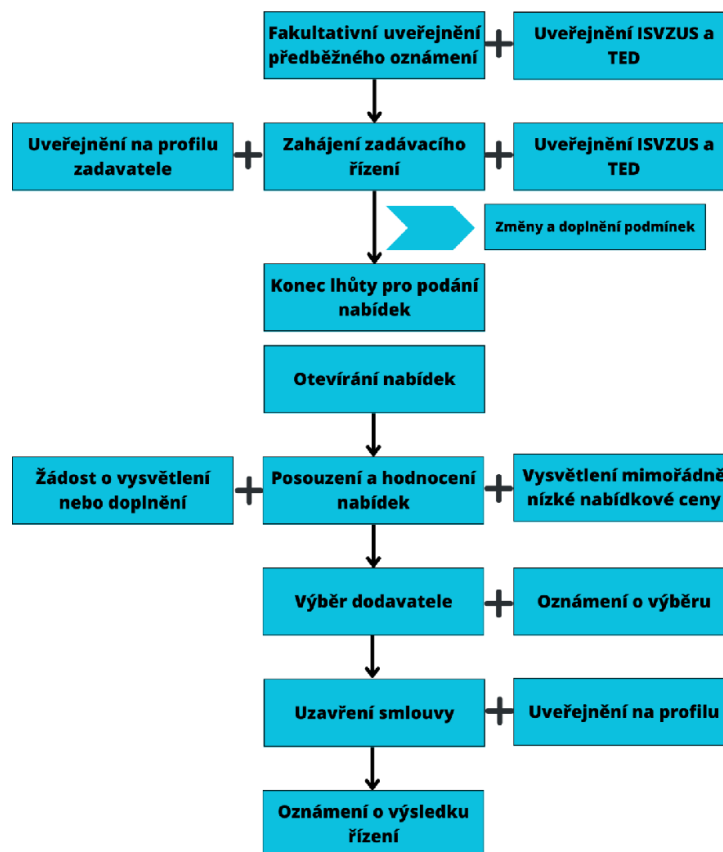 Fakultativní uveřejnění
předběžného oznámení
Uveřejnění ISVZUS a
TED
Uveřejnění na profilu
zadavatele
Zahájení zadávacího
řízení
Uveřejnění ISVZUS a
TED
Změny a doplnění podmínek
Konec lhůty pro podání
nabídek
Otevírání nabídek
Žádost o vysvětlení
nebo doplnění
Posouzení a hodnocení
nabídek
Vysvětlení mimořádně
nízké nabídkové ceny
Výběr dodavatele
Oznámení o výběru
Uzavření smlouvy
Uveřejnění na profilu
Oznámení o výsledku
řízení